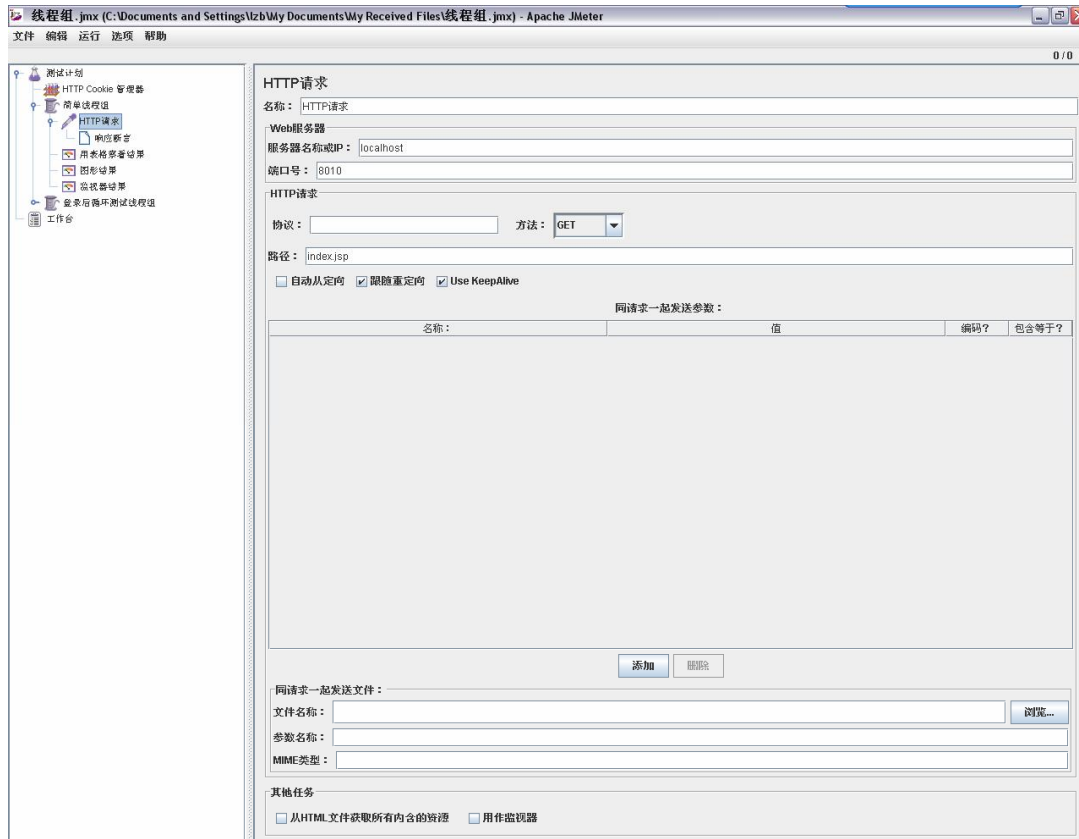 线程组.jmx (C:\Documents and Settings\lzb\My Documents\My Received Files\线程组.jmx) - Apache JMeter
文件 编辑 运行 选项 帮助
0 / 0
测试计划
HTTP Cookie 管理器
简单线程组
HTTP请求
响应断言
用表格察看结果
图形结果
监视器结果
登录后循环测试线程组
工作台
HTTP请求
名称： HTTP请求
Web服务器
服务器名称或IP： localhost
端口号： 8010
HTTP请求
协议： 方法： GET
路径： index.jsp
自动从定向 跟随重定向 Use KeepAlive
同请求一起发送参数：
名称： 值 编码? 包含等于?
添加 删除
同请求一起发送文件：
文件名称： 浏览...
参数名称：
MIME类型：
其他任务
从HTML文件获取所有内含的资源 用作监视器